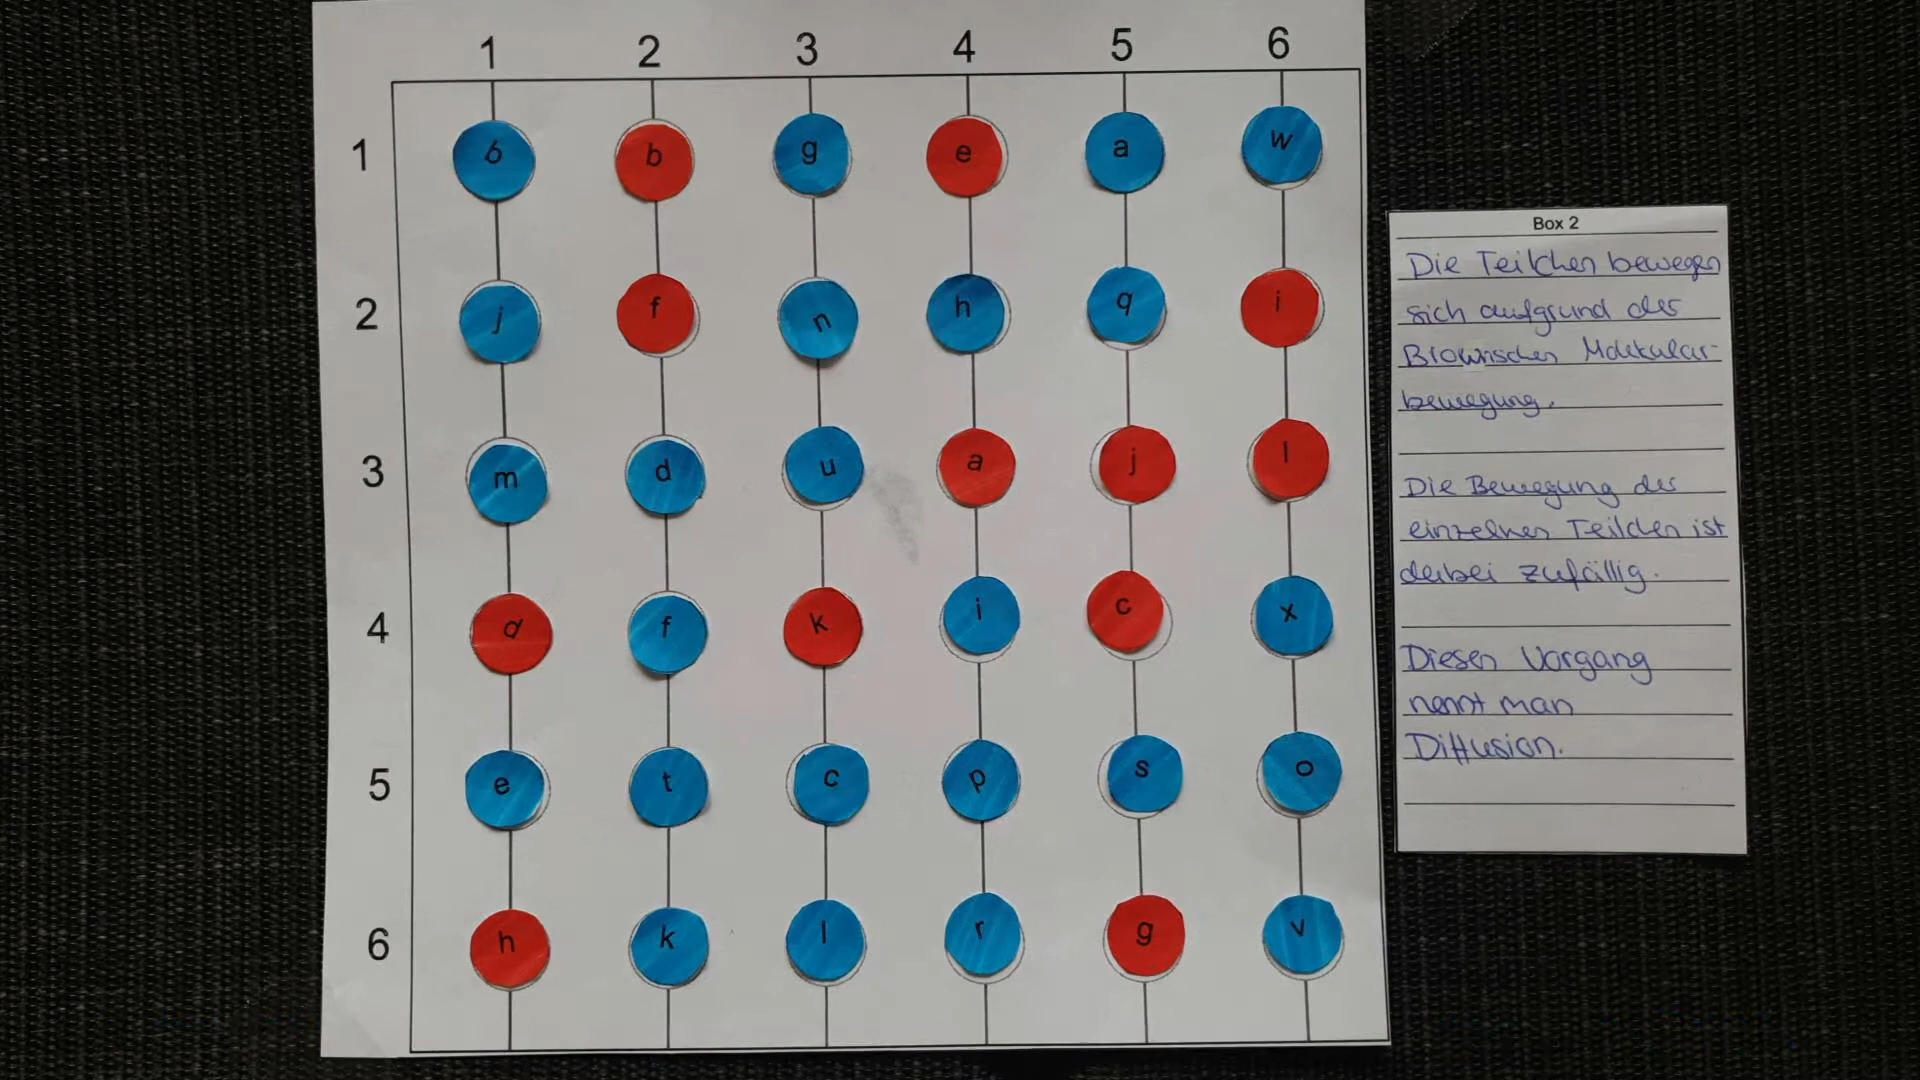 1 2 3 4 5 6
1 b b g e a w
2 j f n h q i
3 m d u a j l
4 d f k i c x
5 e t c p s o
6 h k l r g v
Box 2
Die Teilchen bewegen
sich aufgrund der
Brownschen Molekular-
bewegung.
Die Bewegung der
einzelnen Teilchen ist
dabei zufällig.
Diesen Vorgang
nennt man
Diffusion.